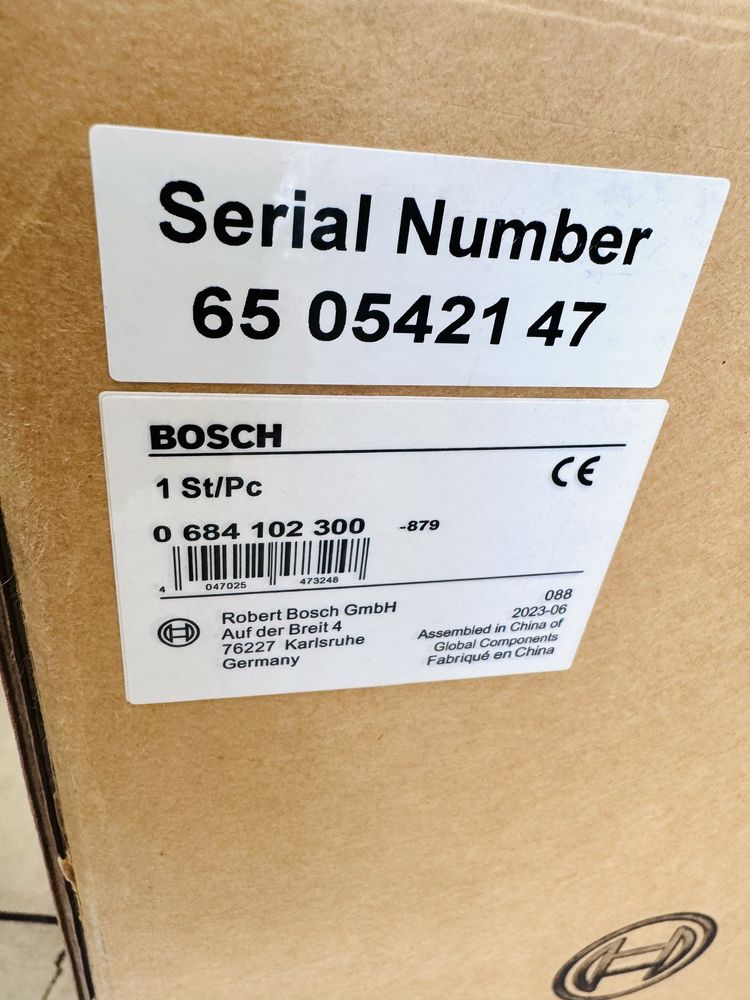 Serial Number
65 05421 47
BOSCH
1 St/Pc
CE
0 684 102 300 -879
4 047025 473248
088
2023-06
Robert Bosch GmbH
Auf der Breit 4
76227 Karlsruhe
Germany
Assembled in China of
Global Components
Fabriqué en China